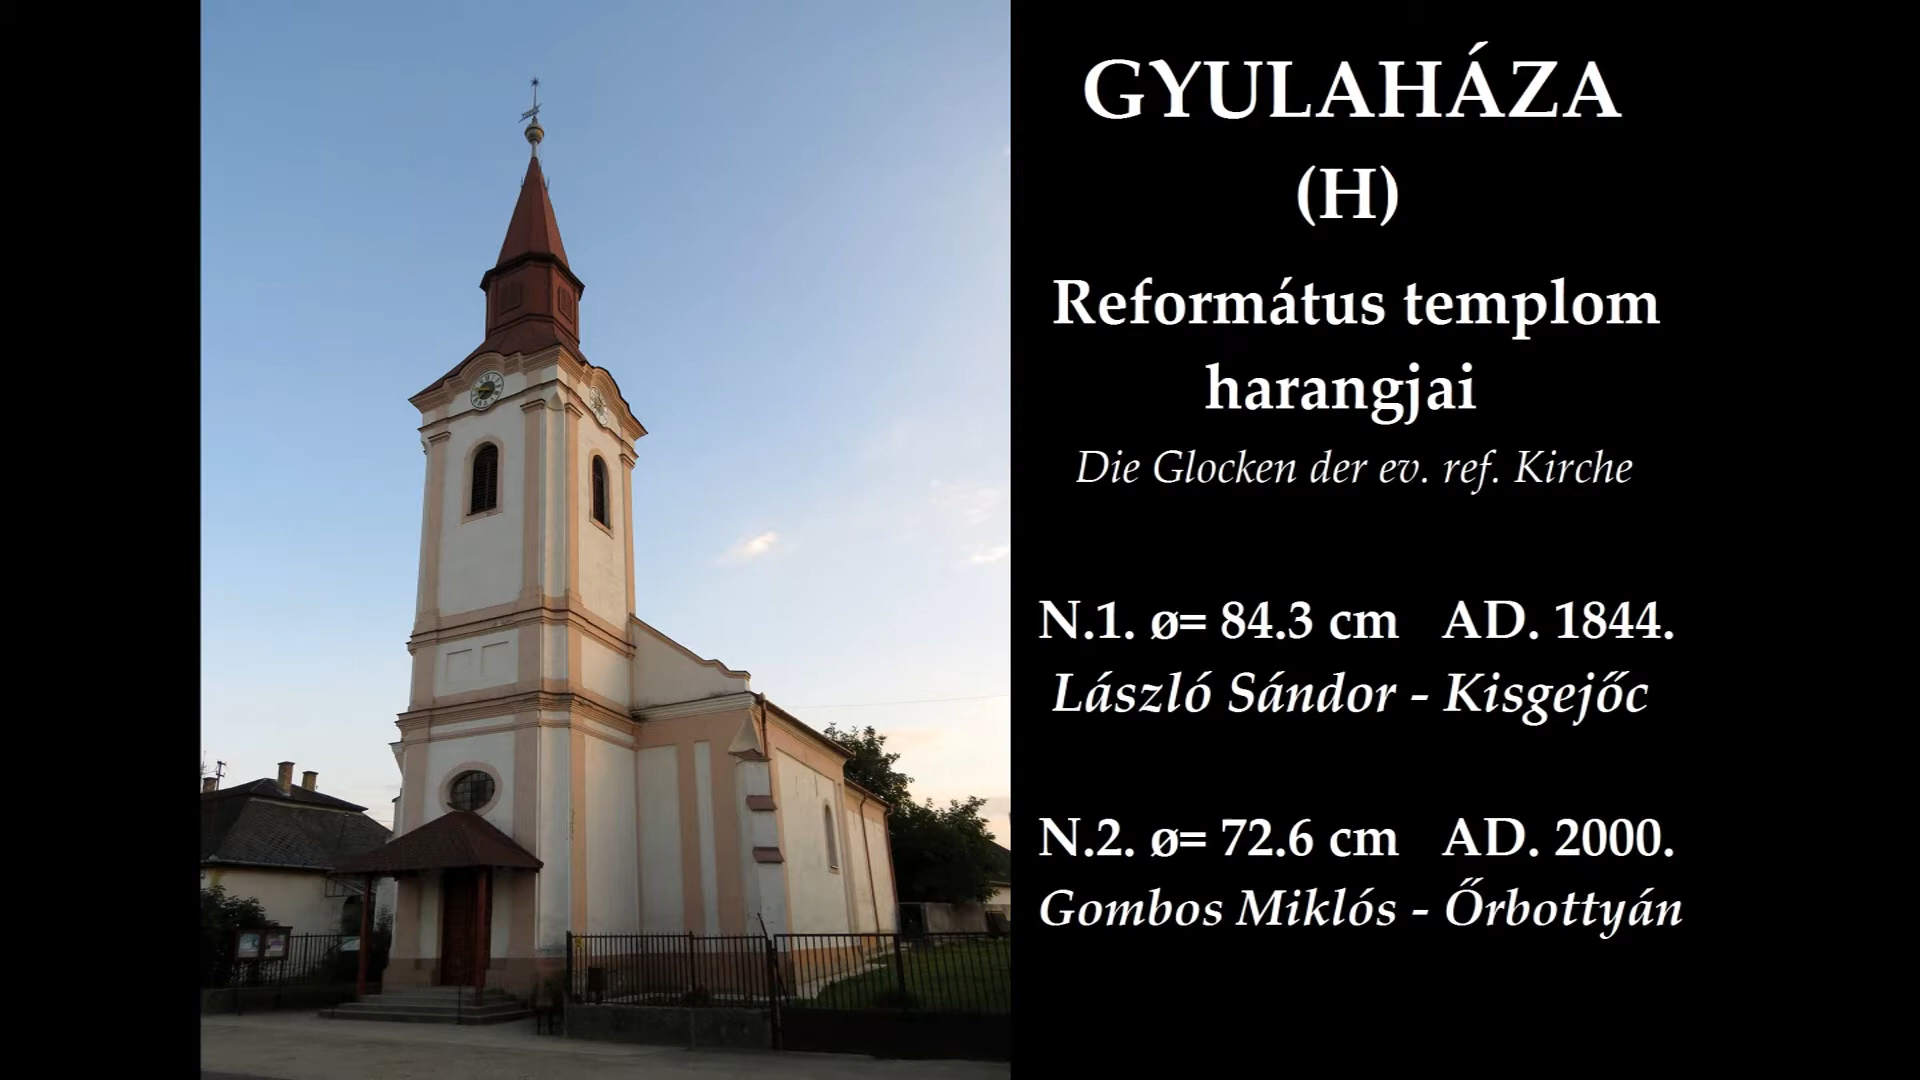 GYULAHÁZA
(H)
Református templom
harangjai
Die Glocken der ev. ref. Kirche
N.1. ø= 84.3 cm AD. 1844.
László Sándor - Kisgejőc
N.2. ø= 72.6 cm AD. 2000.
Gombos Miklós - Őrbottyán